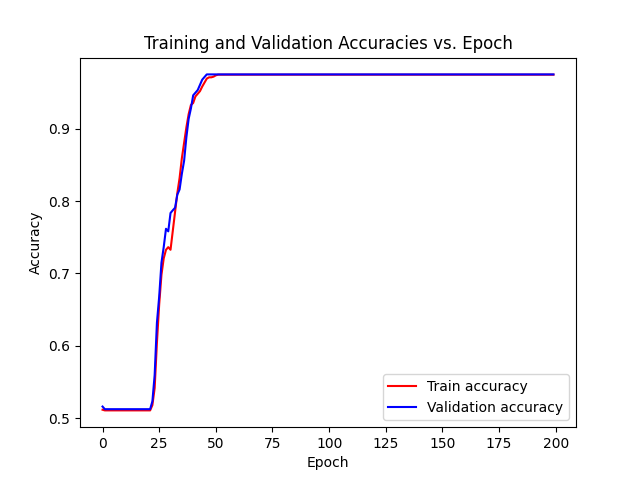 Training and Validation Accuracies vs. Epoch
Accuracy
0.9
0.8
0.7
0.6
0.5
Train accuracy
Validation accuracy
0 25 50 75 100 125 150 175 200
Epoch